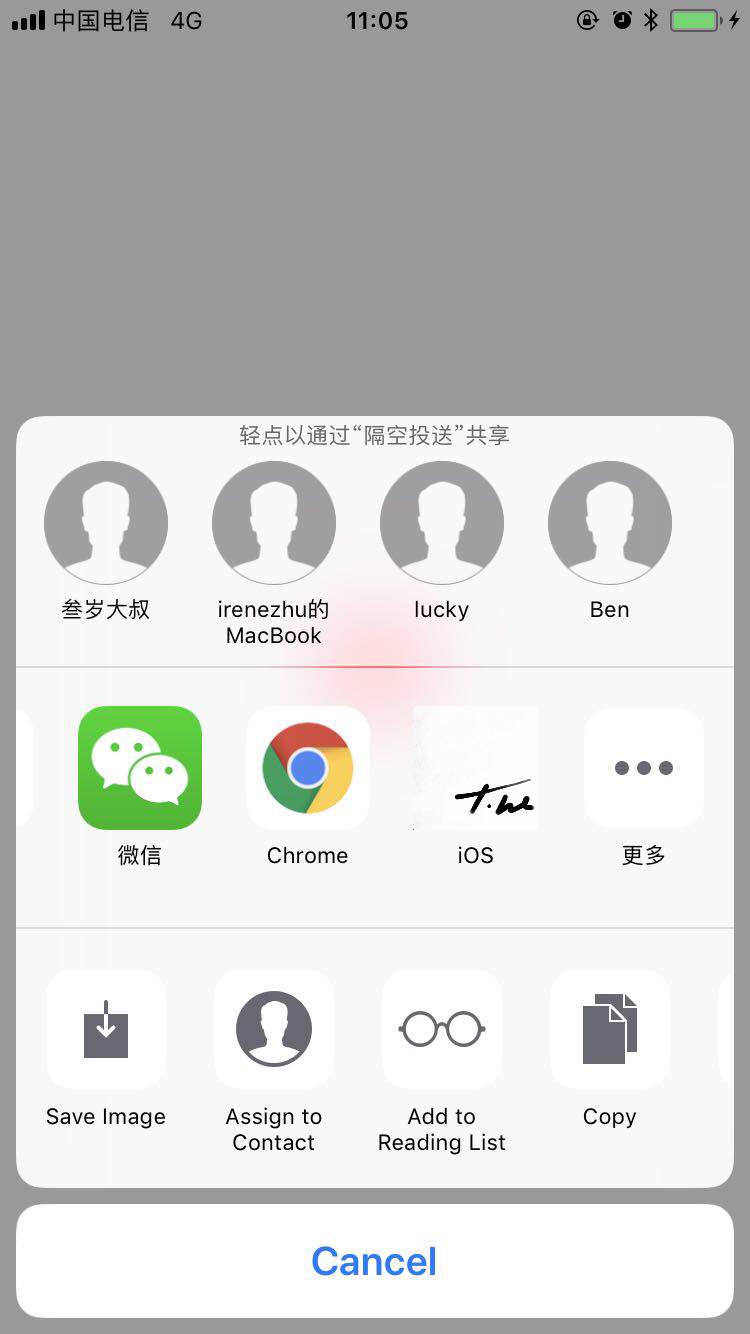 中国电信 4G 11:05
轻点以通过“隔空投送”共享
叁岁大叔
irenezhu的
MacBook
lucky
Ben
微信
Chrome
iOS
更多
Save Image
Assign to
Contact
Add to
Reading List
Copy
Cancel